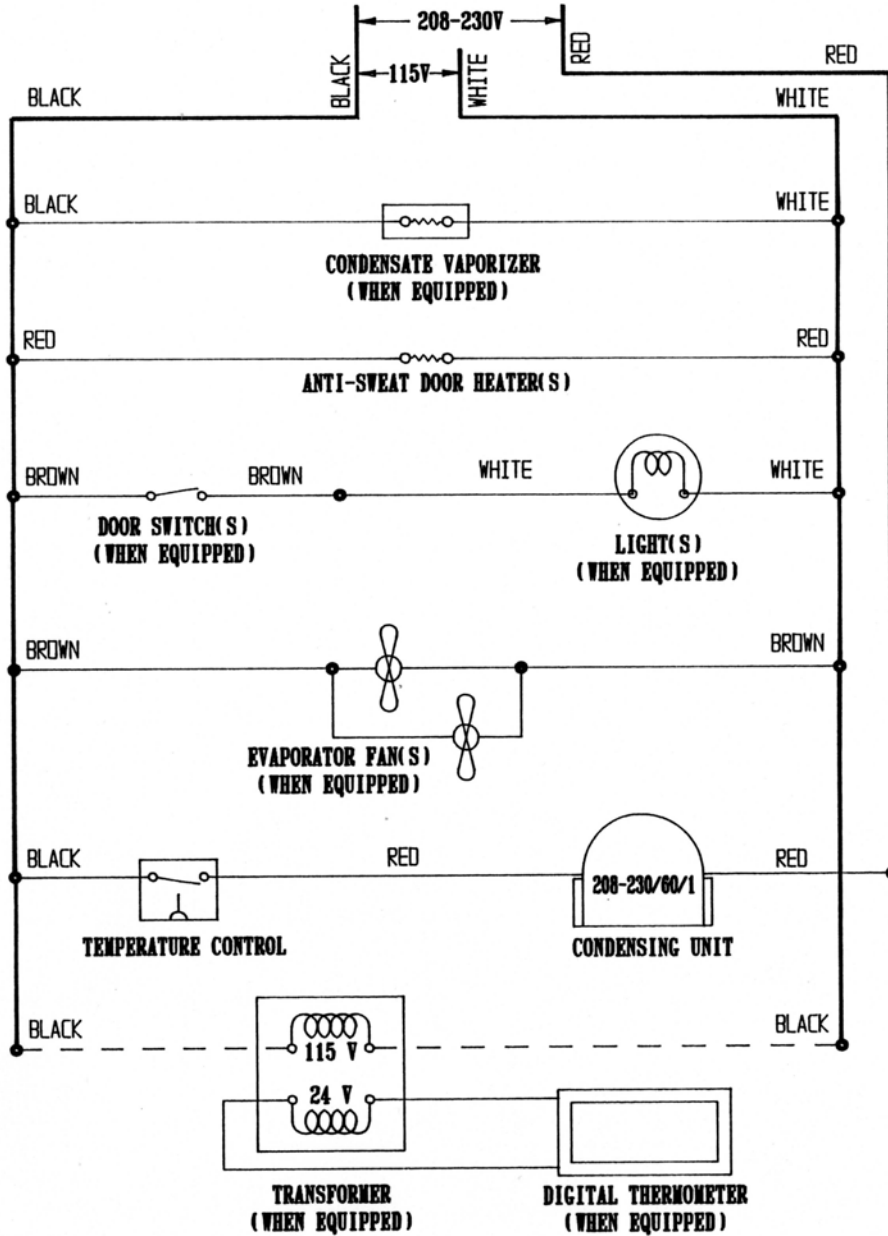 208-230V
115V
BLACK
WHITE
RED
RED
BLACK
WHITE
BLACK
WHITE
CONDENSATE VAPORIZER
(WHEN EQUIPPED)
RED
RED
ANTI-SWEAT DOOR HEATER(S)
BROWN
BROWN
WHITE
WHITE
DOOR SWITCH(S)
(WHEN EQUIPPED)
LIGHT(S)
(WHEN EQUIPPED)
BROWN
BROWN
EVAPORATOR FAN(S)
(WHEN EQUIPPED)
BLACK
RED
RED
208-230/60/1
TEMPERATURE CONTROL
CONDENSING UNIT
BLACK
BLACK
115 V
24 V
TRANSFORMER
(WHEN EQUIPPED)
DIGITAL THERMOMETER
(WHEN EQUIPPED)